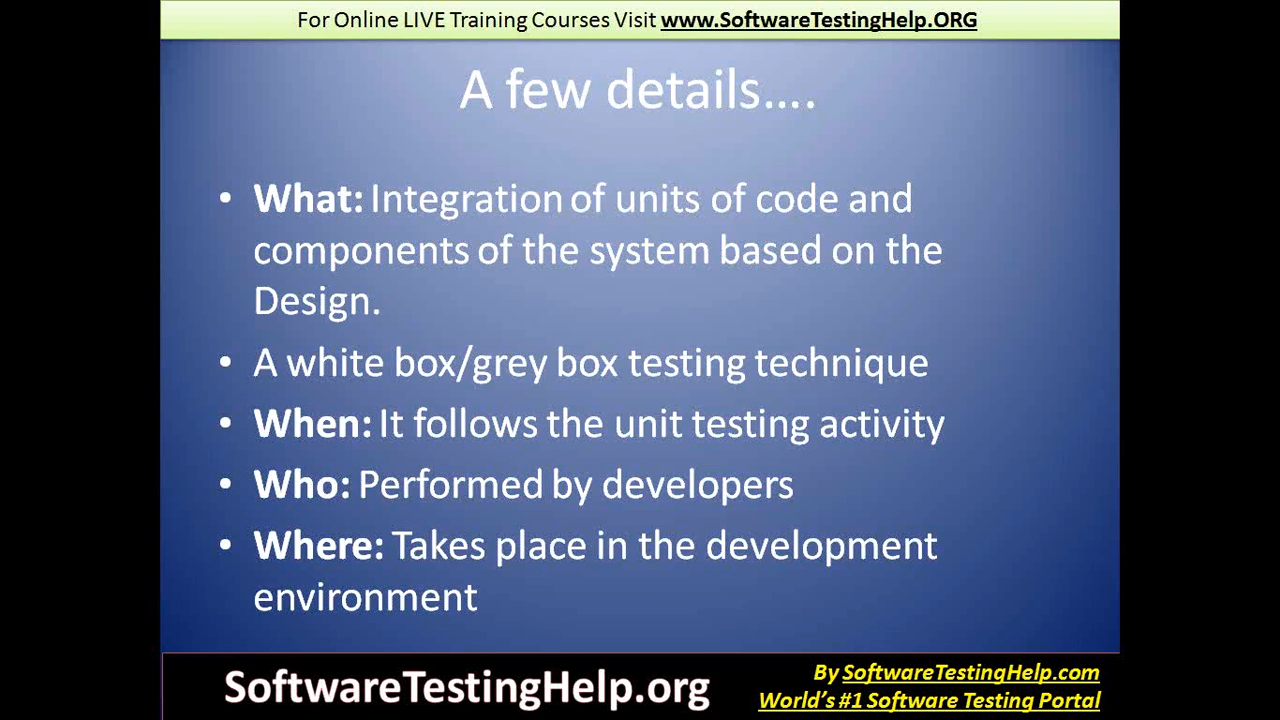 For Online LIVE Training Courses Visit www.SoftwareTestingHelp.ORG
A few details....
• What: Integration of units of code and
components of the system based on the
Design.
• A white box/grey box testing technique
• When: It follows the unit testing activity
• Who: Performed by developers
• Where: Takes place in the development
environment
SoftwareTestingHelp.org
By SoftwareTestingHelp.com
World's #1 Software Testing Portal